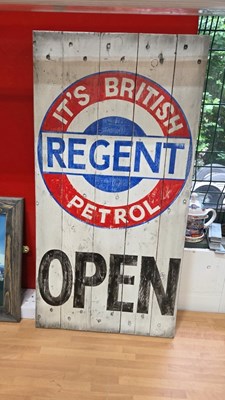 IT'S BRITISH
REGENT
PETROL
OPEN